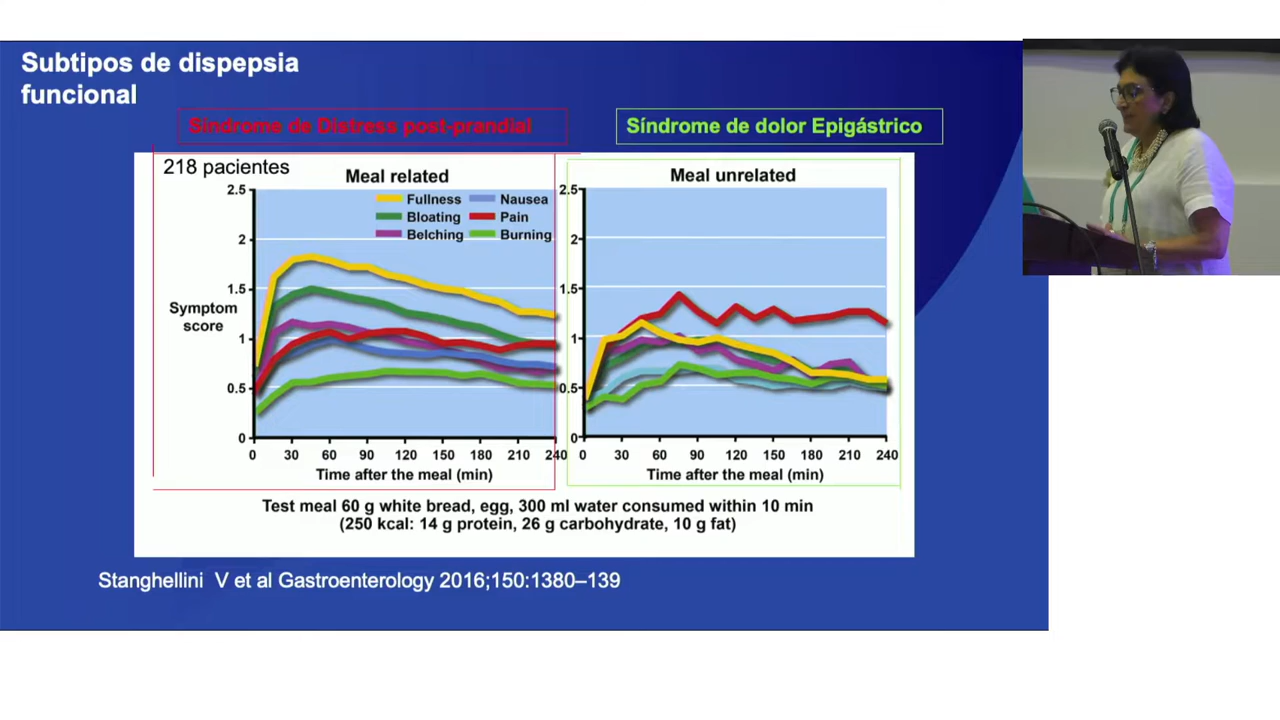 Subtipos de dispepsia
funcional
Síndrome de Distress post-prandial
Síndrome de dolor Epigástrico
218 pacientes
Meal related
Fullness
Nausea
Bloating
Pain
Belching
Burning
2.5
2
1.5
1
0.5
0
Symptom
score
0 30 60 90 120 150 180 210 240
Time after the meal (min)
Meal unrelated
2.5
2
1.5
1
0.5
0
0 30 60 90 120 150 180 210 240
Time after the meal (min)
Test meal 60 g white bread, egg, 300 ml water consumed within 10 min
(250 kcal: 14 g protein, 26 g carbohydrate, 10 g fat)
Stanghellini V et al Gastroenterology 2016;150:1380–139